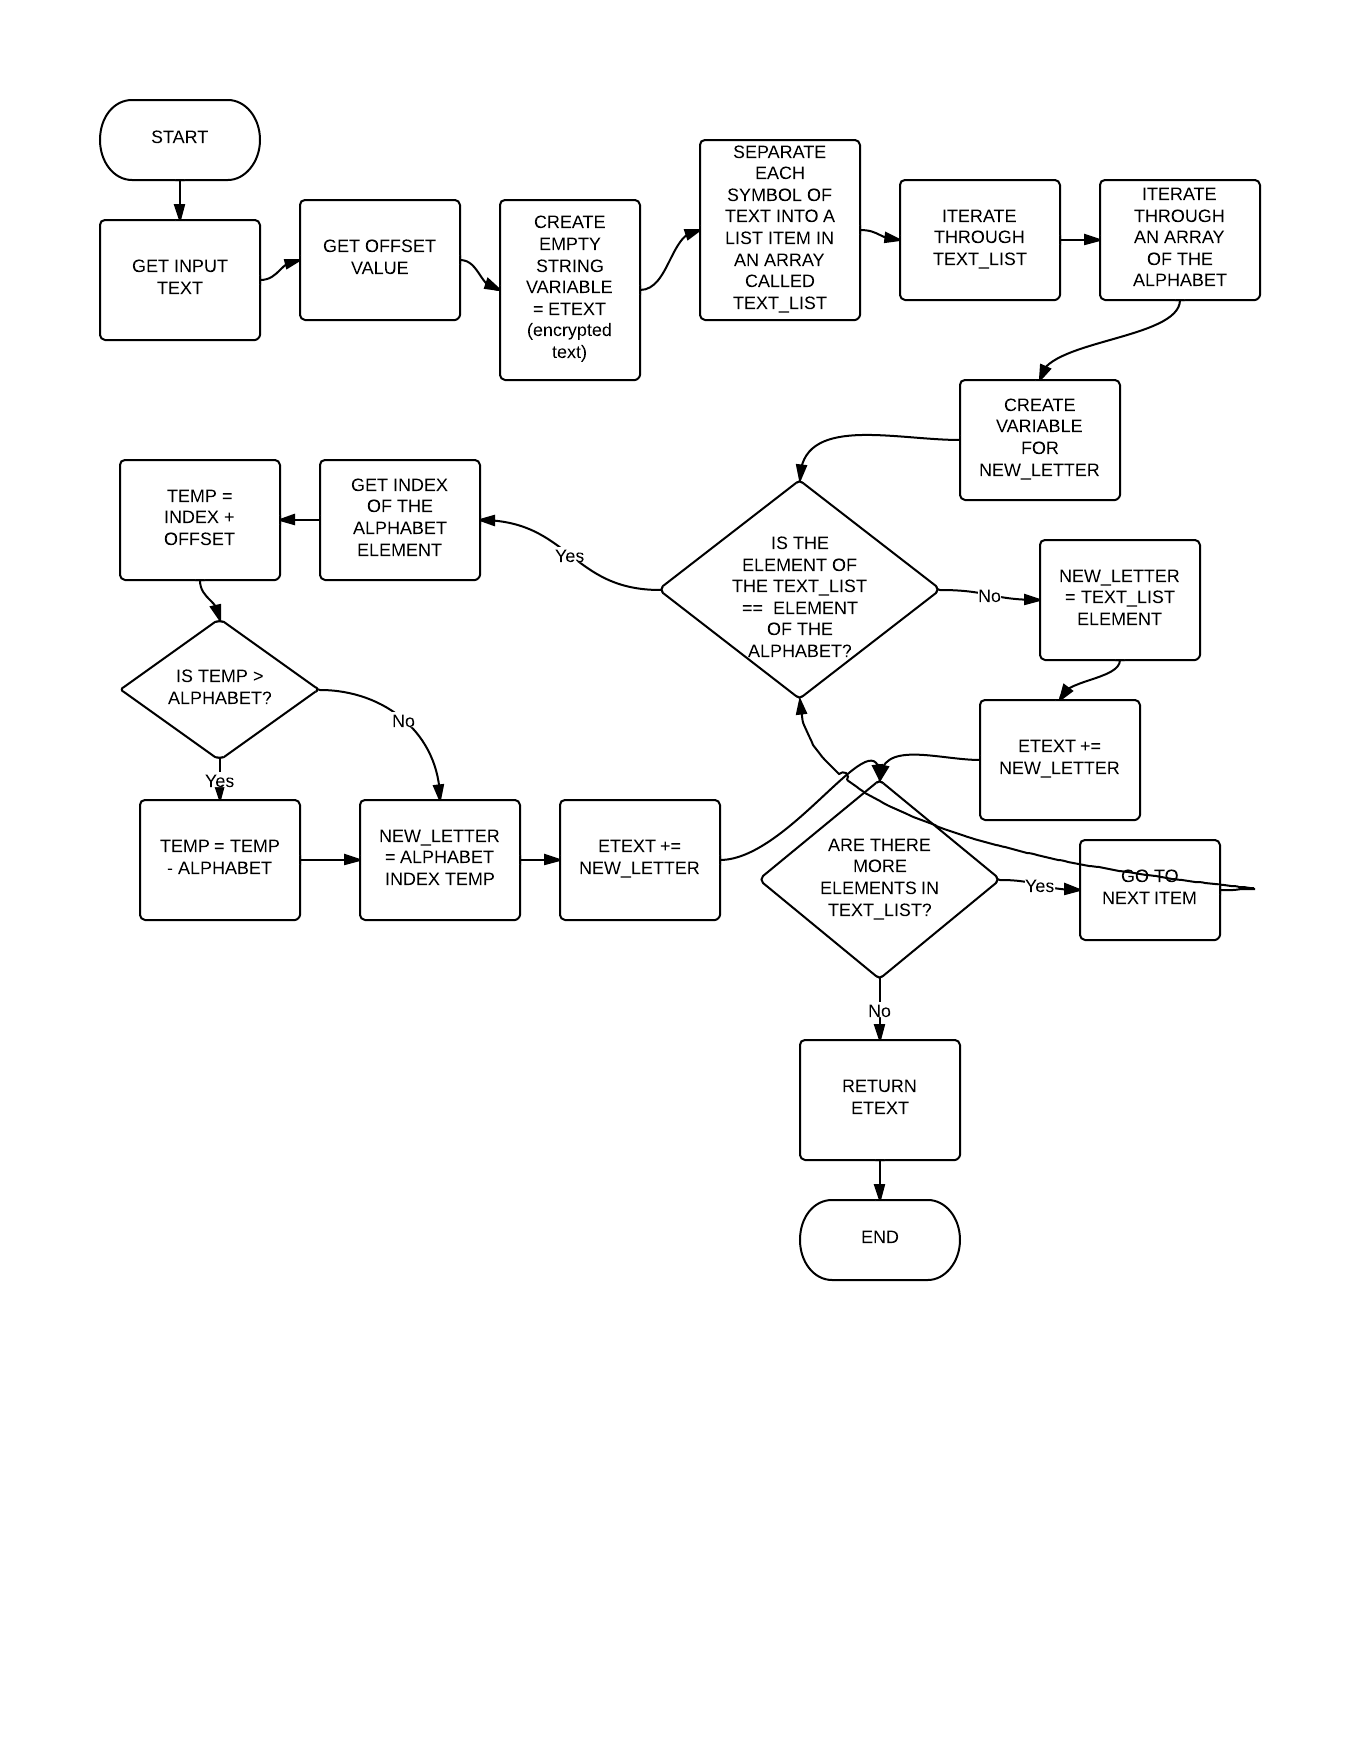 START
GET INPUT
TEXT
GET OFFSET
VALUE
CREATE
EMPTY
STRING
VARIABLE
= ETEXT
(encrypted
text)
SEPARATE
EACH
SYMBOL OF
TEXT INTO A
LIST ITEM IN
AN ARRAY
CALLED
TEXT_LIST
ITERATE
THROUGH
TEXT_LIST
ITERATE
THROUGH
AN ARRAY
OF THE
ALPHABET
CREATE
VARIABLE
FOR
NEW_LETTER
IS THE
ELEMENT OF
THE TEXT_LIST
== ELEMENT
OF THE
ALPHABET?
Yes
GET INDEX
OF THE
ALPHABET
ELEMENT
TEMP =
INDEX +
OFFSET
IS TEMP >
ALPHABET?
Yes
No
TEMP = TEMP
- ALPHABET
NEW_LETTER
= ALPHABET
INDEX TEMP
ETEXT +=
NEW_LETTER
No
NEW_LETTER
= TEXT_LIST
ELEMENT
ETEXT +=
NEW_LETTER
ARE THERE
MORE
ELEMENTS IN
TEXT_LIST?
Yes
GO TO
NEXT ITEM
No
RETURN
ETEXT
END